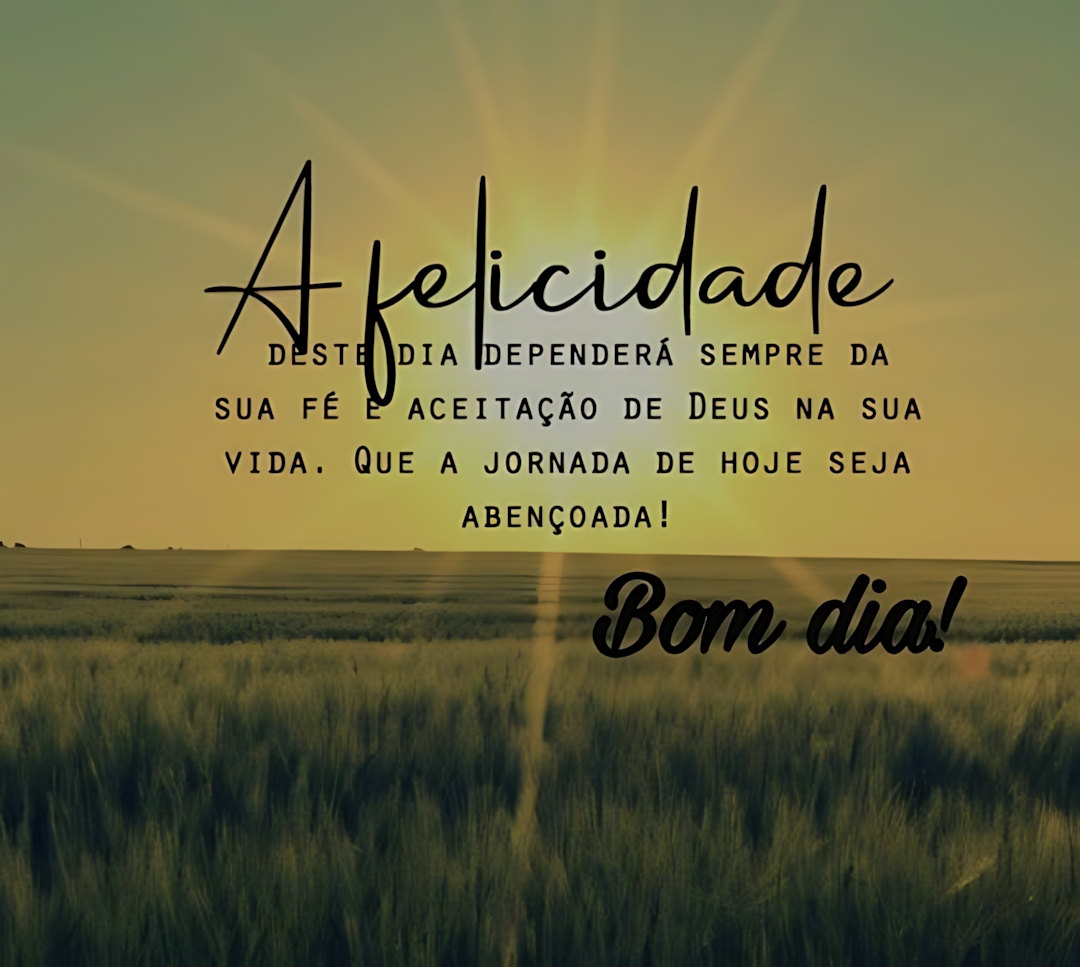 A felicidade
DESTE DIA DEPENDERÁ SEMPRE DA
SUA FÉ E ACEITAÇÃO DE DEUS NA SUA
VIDA. QUE A JORNADA DE HOJE SEJA
ABENÇOADA!
Bom dia!